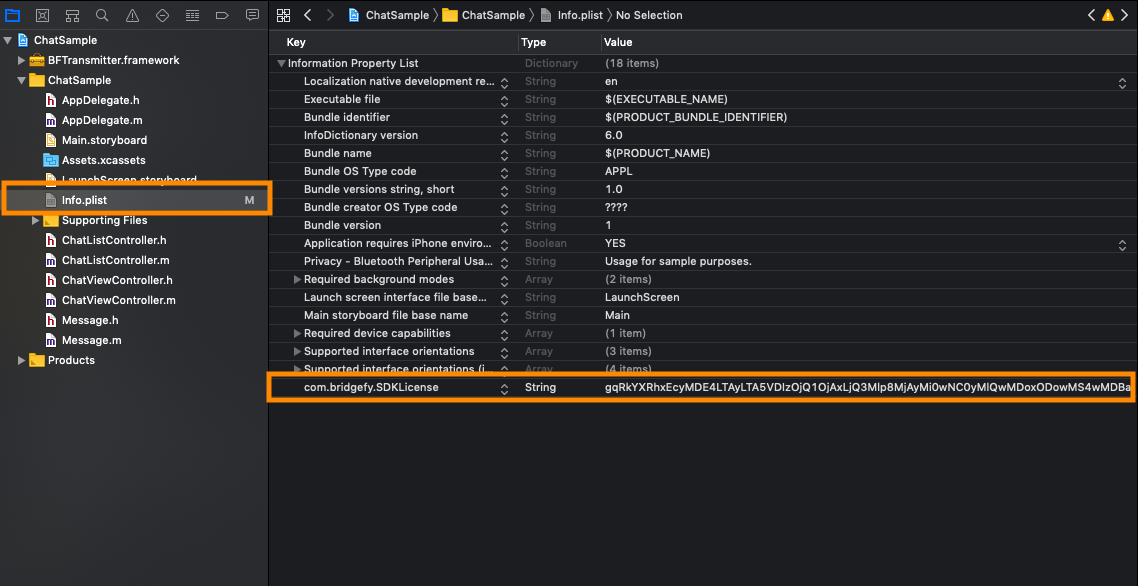 ChatSample
BFTransmitter.framework
ChatSample
AppDelegate.h
AppDelegate.m
Main.storyboard
Assets.xcassets
LaunchScreen.storyboard
Info.plist M
Supporting Files
ChatListController.h
ChatListController.m
ChatViewController.h
ChatViewController.m
Message.h
Message.m
Products
ChatSample ChatSample Info.plist No Selection
Key Type Value
Information Property List Dictionary (18 items)
Localization native development re... String en
Executable file String $(EXECUTABLE_NAME)
Bundle identifier String $(PRODUCT_BUNDLE_IDENTIFIER)
InfoDictionary version String 6.0
Bundle name String $(PRODUCT_NAME)
Bundle OS Type code String APPL
Bundle versions string, short String 1.0
Bundle creator OS Type code String ????
Bundle version String 1
Application requires iPhone enviro... Boolean YES
Privacy - Bluetooth Peripheral Usa... String Usage for sample purposes.
Required background modes Array (2 items)
Launch screen interface file base... String LaunchScreen
Main storyboard file base name String Main
Required device capabilities Array (1 item)
Supported interface orientations Array (3 items)
Supported interface orientations (i... Array (4 items)
com.bridgefy.SDKLicense String